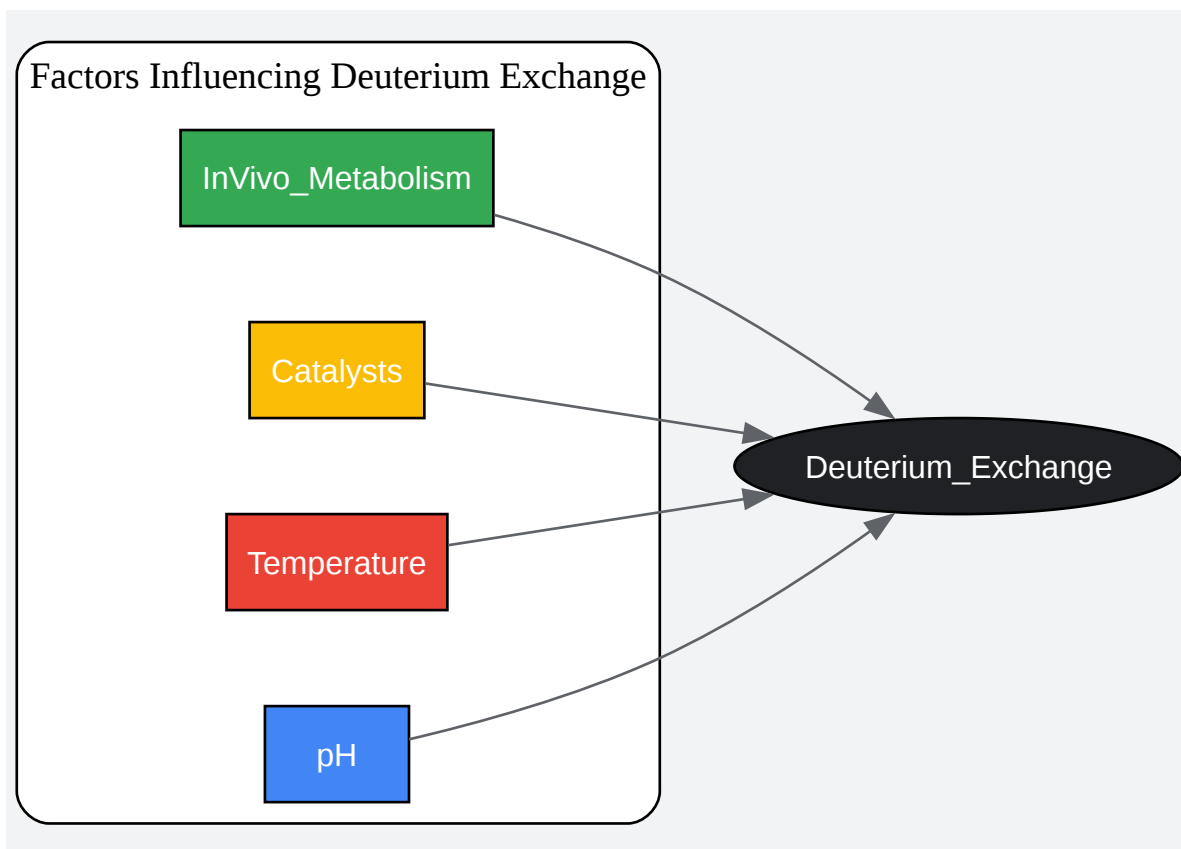 Factors Influencing Deuterium Exchange
InVivo_Metabolism
Catalysts
Deuterium_Exchange
Temperature
pH